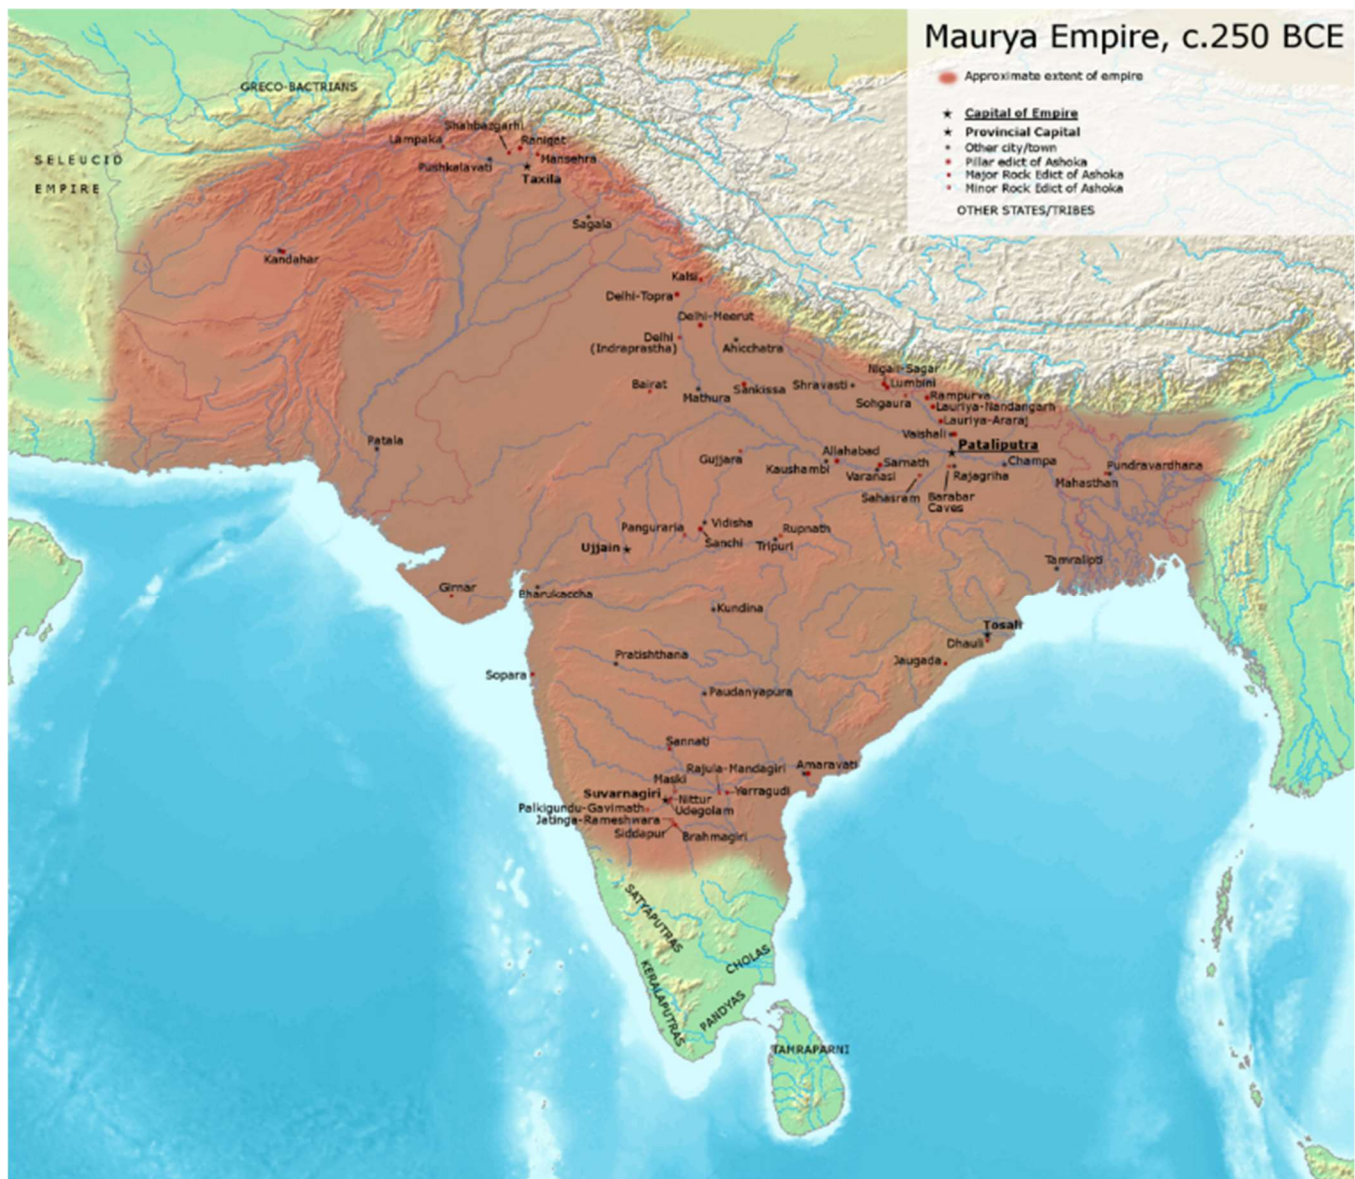 Maurya Empire, c.250 BCE
Approximate extent of empire
Capital of Empire
Provincial Capital
Other city/town
Pillar edict of Ashoka
Major Rock Edict of Ashoka
Minor Rock Edict of Ashoka
OTHER STATES/TRIBES
GRECO-BACTRIANS
SELEUCID
EMPIRE
Shahbazgarhi
Lampaka
Ranigat
Mansehra
Pushkalavati
Taxila
Sagala
Kandahar
Kalsi
Delhi-Topra
Delhi-Meerut
Delhi
(Indraprastha)
Ahicchatra
Nigali-Sagar
Bairat
Mathura
Sankissa
Shravasti
Lumbini
Sohgaura
Rampurva
Lauriya-Nandangarh
Lauriya-Araraj
Vaishali
Pataliputra
Patala
Gujjara
Allahabad
Kaushambi
Sarnath
Varanasi
Champa
Rajagriha
Pundravardhana
Mahasthan
Sahasram
Barabar
Caves
Panguraria
Vidisha
Rupnath
Ujjain
Sanchi
Tripuri
Tamralipti
Girnar
Bharukaccha
Kundina
Tosali
Dhauli
Pratishthana
Jaugada
Sopara
Paudanyapura
Sannati
Rajula-Mandagiri
Amaravati
Maski
Suvarnagiri
Nittur
Yerragudi
Palkigundu-Gavimath
Udegolam
Jatinga-Rameshwara
Siddapur
Brahmagiri
SATYAPUTRAS
CHOLAS
KERALAPUTRAS
PANDYAS
TAMRAPARNI